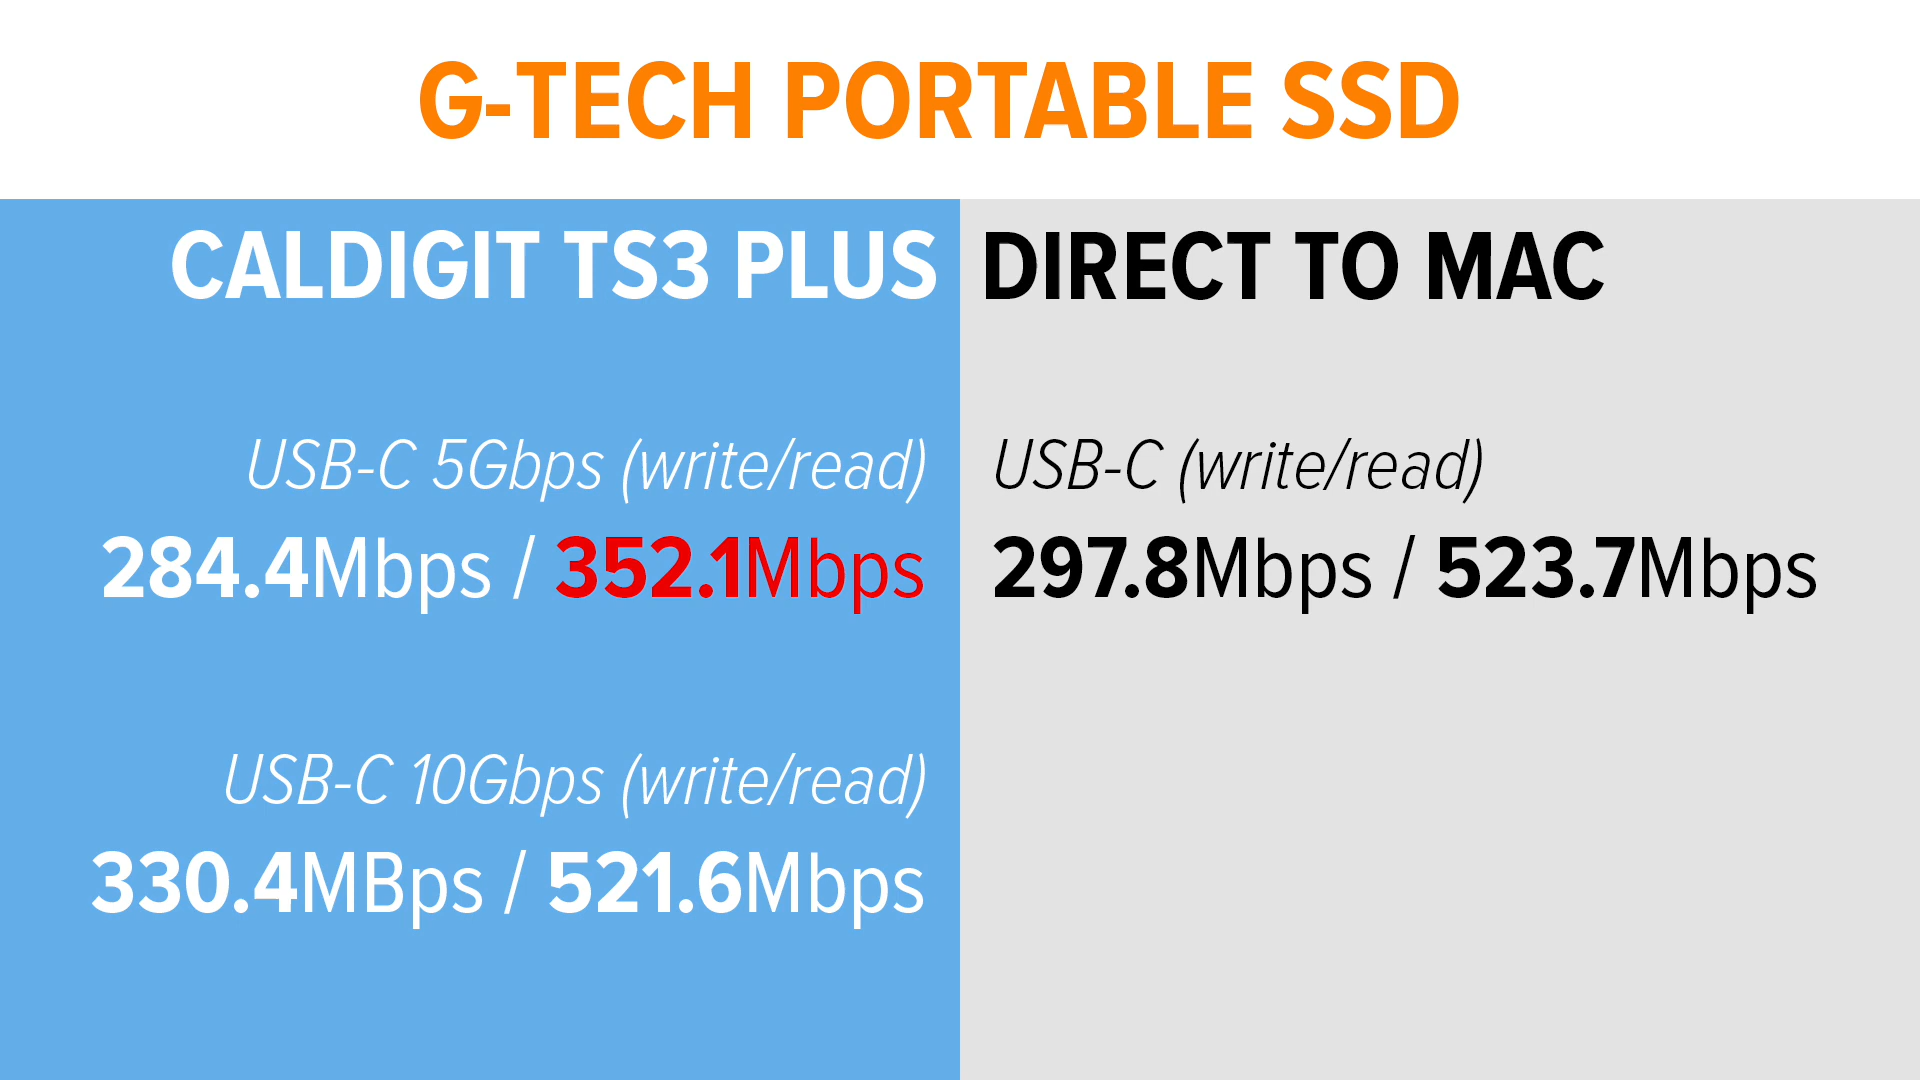 G-TECH PORTABLE SSD
CALDIGIT TS3 PLUS
USB-C 5Gbps (write/read)
284.4Mbps / 352.1Mbps
USB-C 10Gbps (write/read)
330.4MBps / 521.6Mbps
DIRECT TO MAC
USB-C (write/read)
297.8Mbps / 523.7Mbps